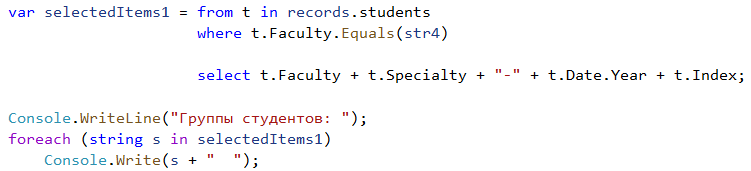 var selectedItems1 = from t in records.students
where t.Faculty.Equals(str4)
select t.Faculty + t.Specialty + "-" + t.Date.Year + t.Index;
Console.WriteLine("Группы студентов: ");
foreach (string s in selectedItems1)
Console.Write(s + "  ");